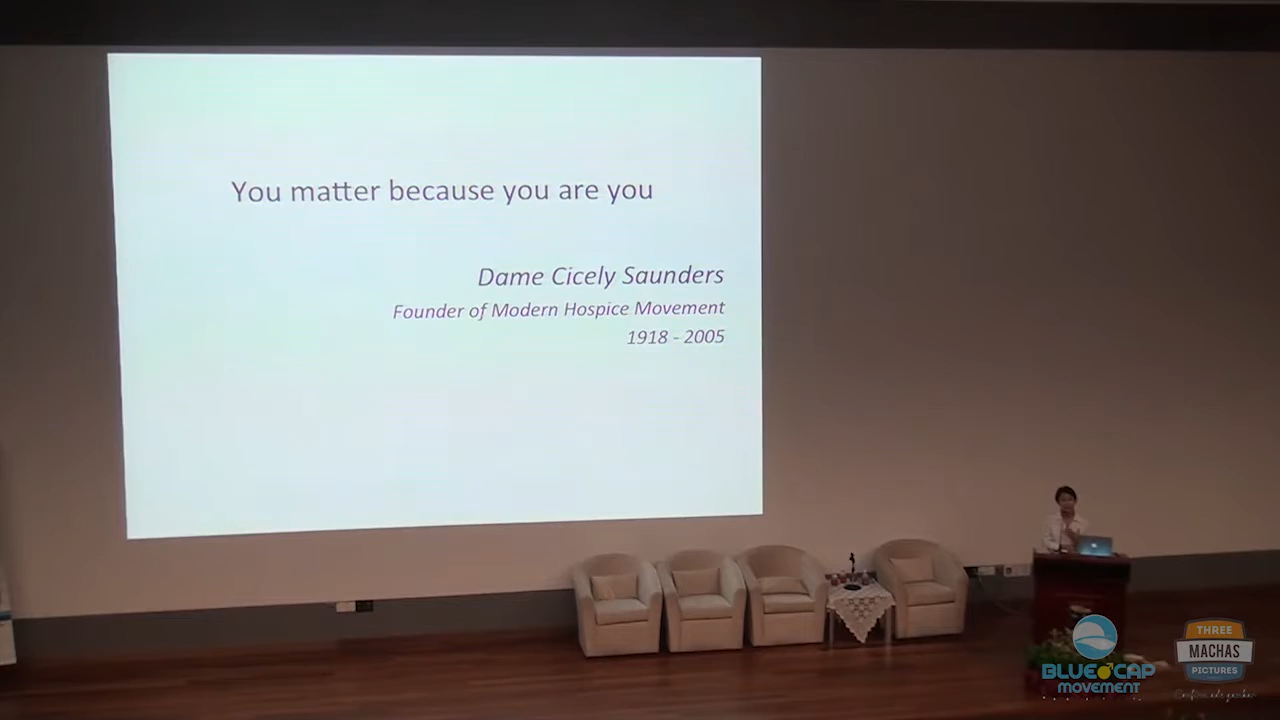 You matter because you are you
Dame Cicely Saunders
Founder of Modern Hospice Movement
1918 - 2005
BLUE CAP
MOVEMENT
THREE
MACHAS
PICTURES